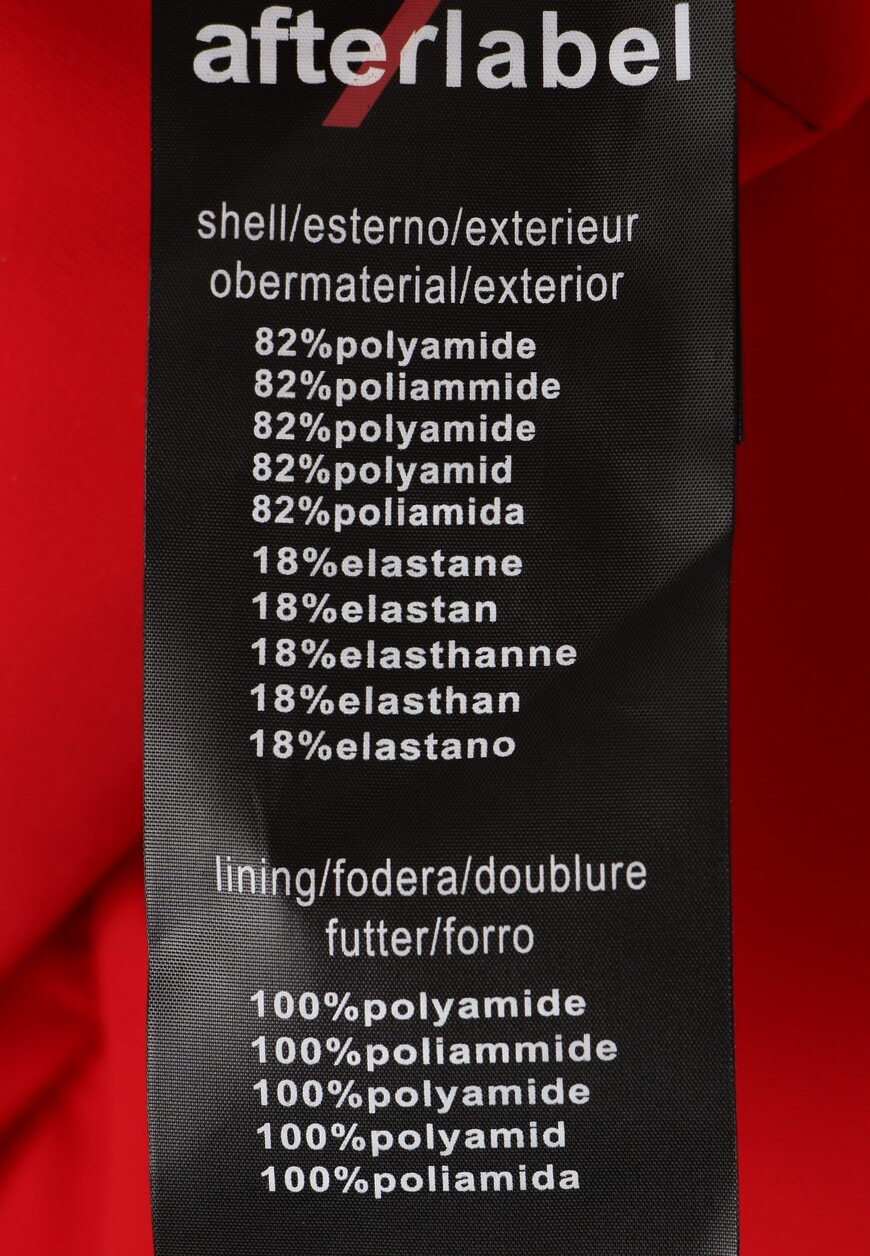 afterlabel
shell/esterno/exterieur
obermaterial/exterior
82%polyamide
82%poliammide
82%polyamide
82%polyamid
82%poliamida
18%elastane
18%elastan
18%elasthanne
18%elasthan
18%elastano
lining/fodera/doublure
futter/forro
100%polyamide
100%poliammide
100%polyamide
100%polyamid
100%poliamida